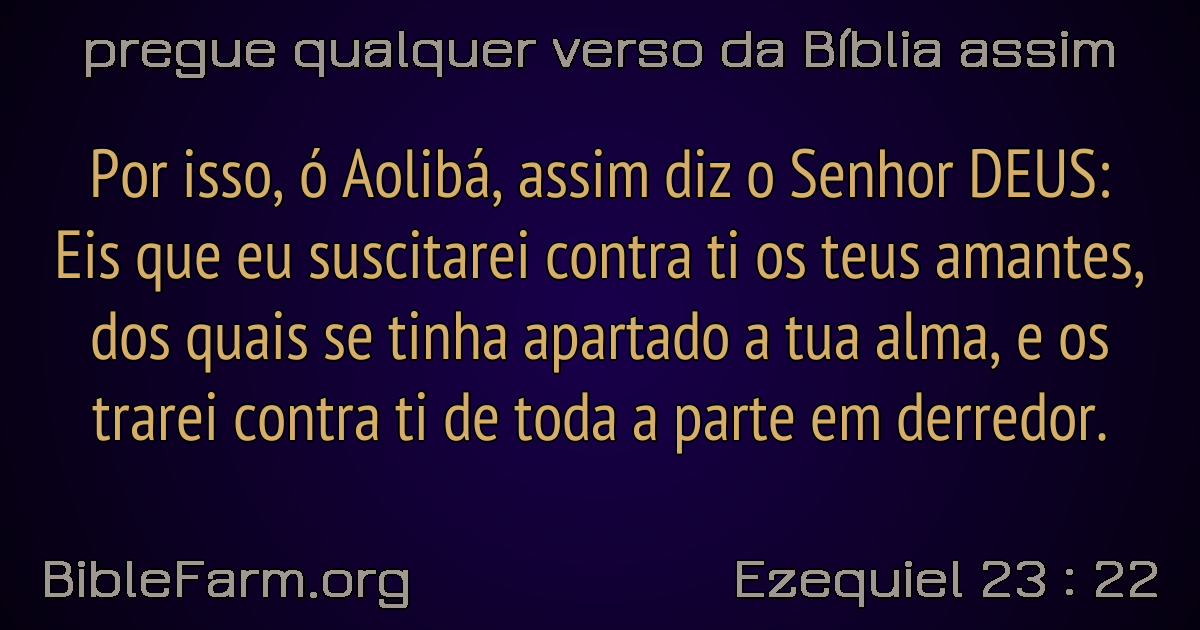 pregue qualquer verso da Bíblia assim
Por isso, ó Aolibá, assim diz o Senhor DEUS:
Eis que eu suscitarei contra ti os teus amantes,
dos quais se tinha apartado a tua alma, e os
trarei contra ti de toda a parte em derredor.
BibleFarm.org
Ezequiel 23 : 22